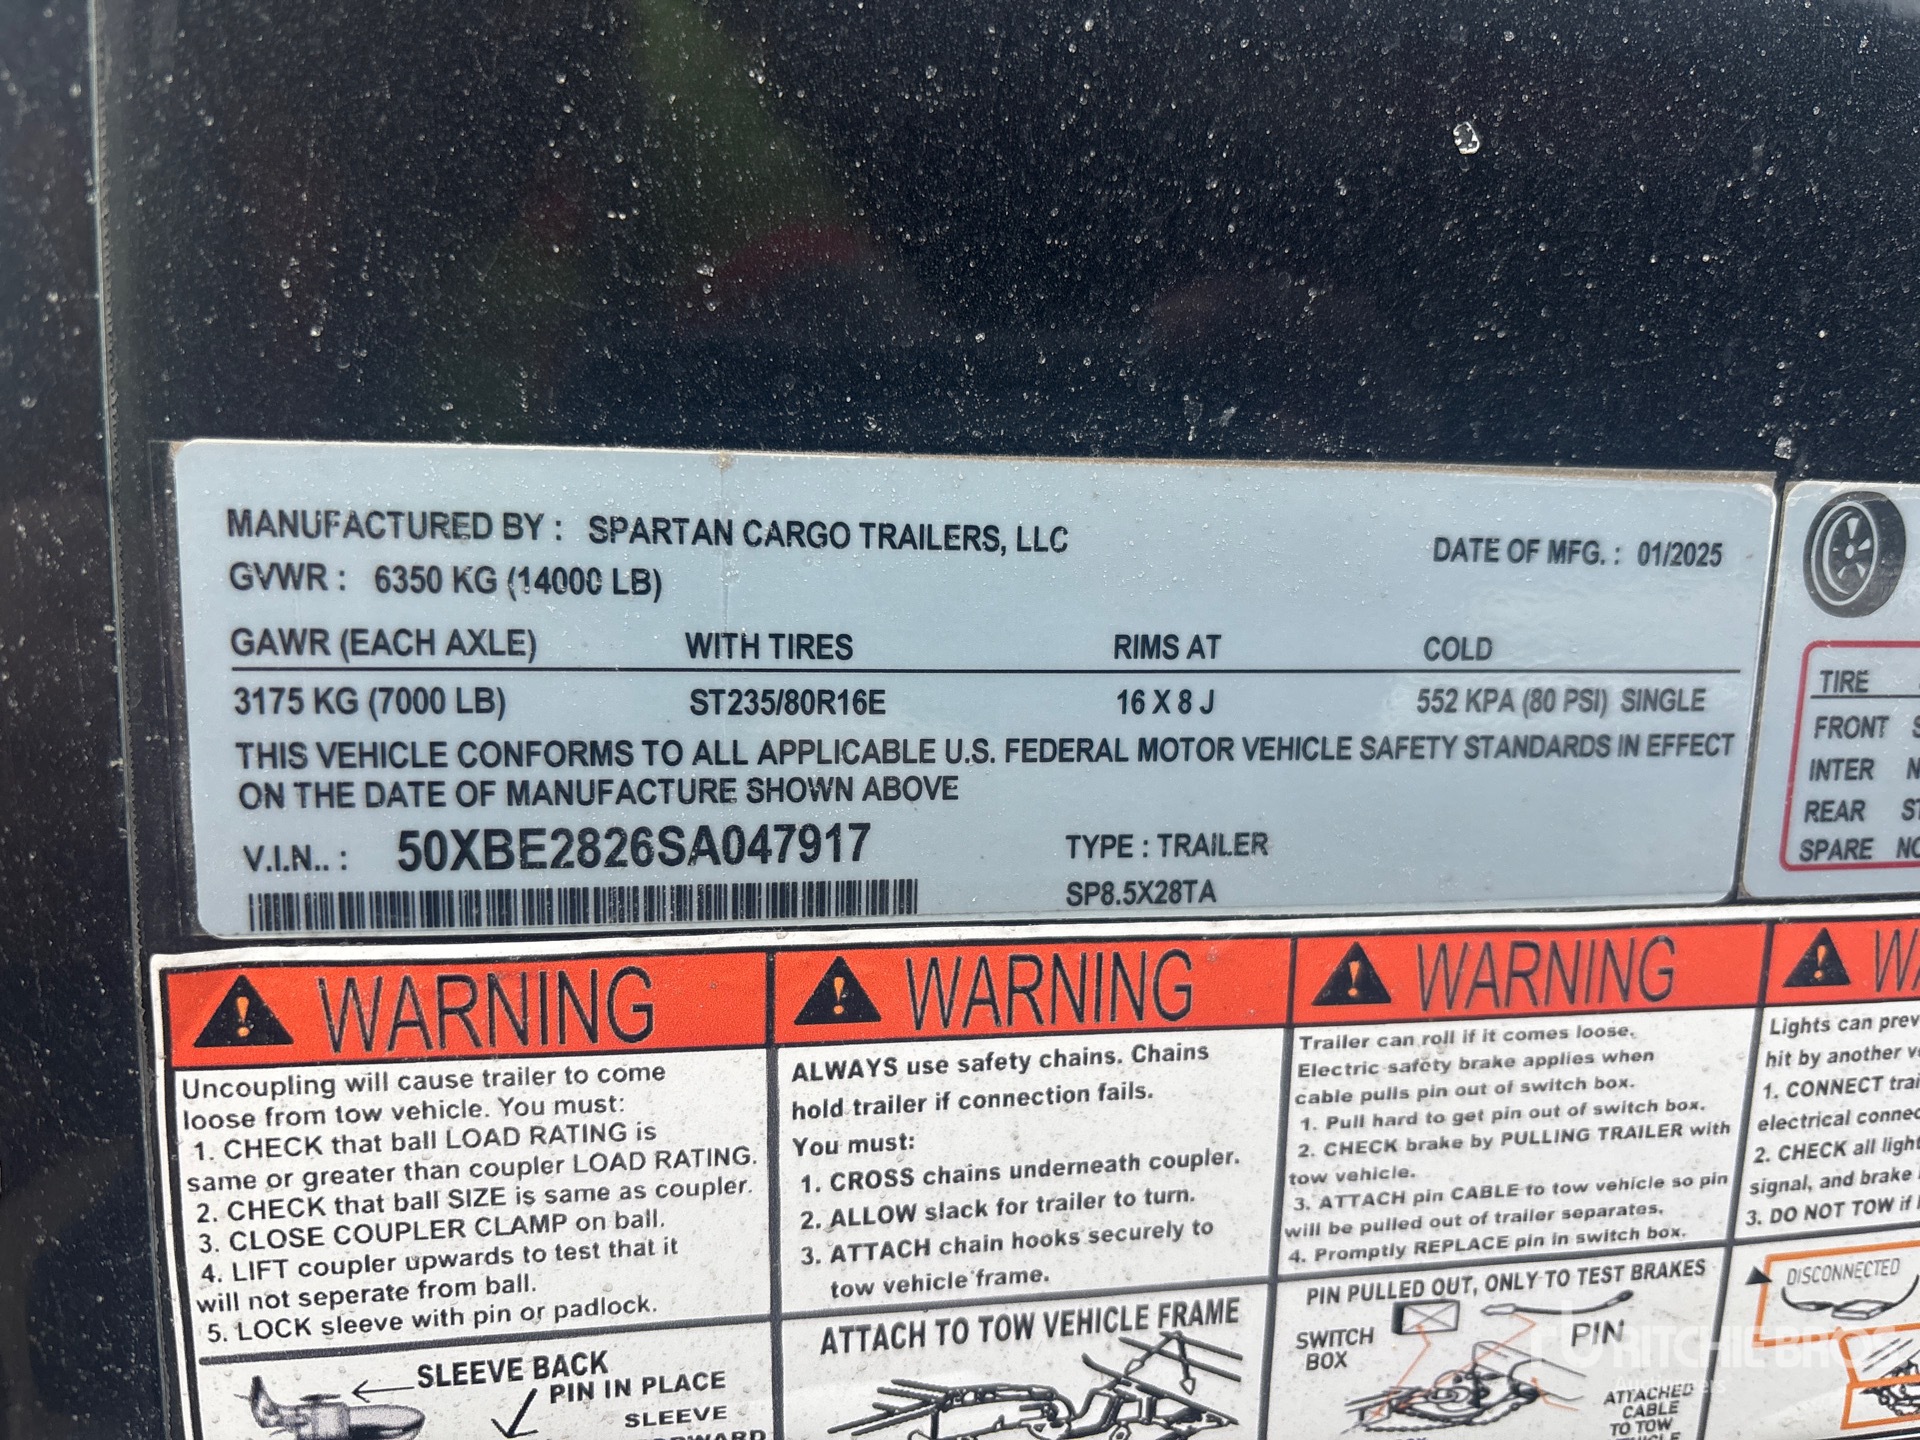 MANUFACTURED BY : SPARTAN CARGO TRAILERS, LLC
DATE OF MFG. : 01/2025
GVWR : 6350 KG (14000 LB)
GAWR (EACH AXLE) WITH TIRES RIMS AT COLD
3175 KG (7000 LB) ST235/80R16E 16 X 8 J 552 KPA (80 PSI) SINGLE
THIS VEHICLE CONFORMS TO ALL APPLICABLE U.S. FEDERAL MOTOR VEHICLE SAFETY STANDARDS IN EFFECT
ON THE DATE OF MANUFACTURE SHOWN ABOVE
V.I.N.. : 50XBE2826SA047917
TYPE : TRAILER
SP8.5X28TA
TIRE
FRONT
INTER
REAR
SPARE
WARNING
Uncoupling will cause trailer to come
loose from tow vehicle. You must:
1. CHECK that ball LOAD RATING is
same or greater than coupler LOAD RATING.
2. CHECK that ball SIZE is same as coupler.
3. CLOSE COUPLER CLAMP on ball.
4. LIFT coupler upwards to test that it
will not seperate from ball.
5. LOCK sleeve with pin or padlock.
SLEEVE BACK
PIN IN PLACE
SLEEVE
WARNING
ALWAYS use safety chains. Chains
hold trailer if connection fails.
You must:
1. CROSS chains underneath coupler.
2. ALLOW slack for trailer to turn.
3. ATTACH chain hooks securely to
tow vehicle frame.
ATTACH TO TOW VEHICLE FRAME
WARNING
Trailer can roll if it comes loose.
Electric safety brake applies when
cable pulls pin out of switch box.
1. Pull hard to get pin out of switch box.
2. CHECK brake by PULLING TRAILER with
tow vehicle.
3. ATTACH pin CABLE to tow vehicle so pin
will be pulled out of trailer separates.
4. Promptly REPLACE pin in switch box.
PIN PULLED OUT, ONLY TO TEST BRAKES
SWITCH
BOX
PIN
ATTACHED
CABLE
TO TOW
Lights can
hit by another
1. CONNECT
electrical
2. CHECK all
signal, and brake
3. DO NOT TOW if
DISCONNECTED
RITCHIE BROS
Auctioneers